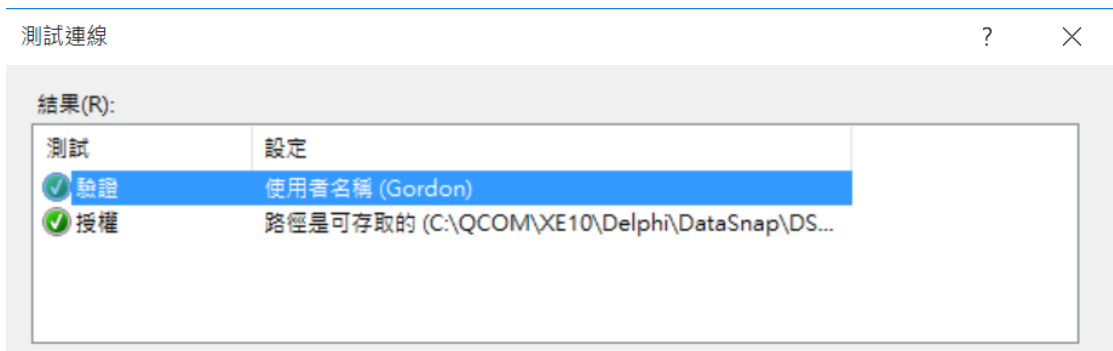 測試連線 ?
結果(R):
測試 設定
驗證 使用者名稱 (Gordon)
授權 路徑是可存取的 (C:\QCOM\XE10\Delphi\DataSnap\DS...